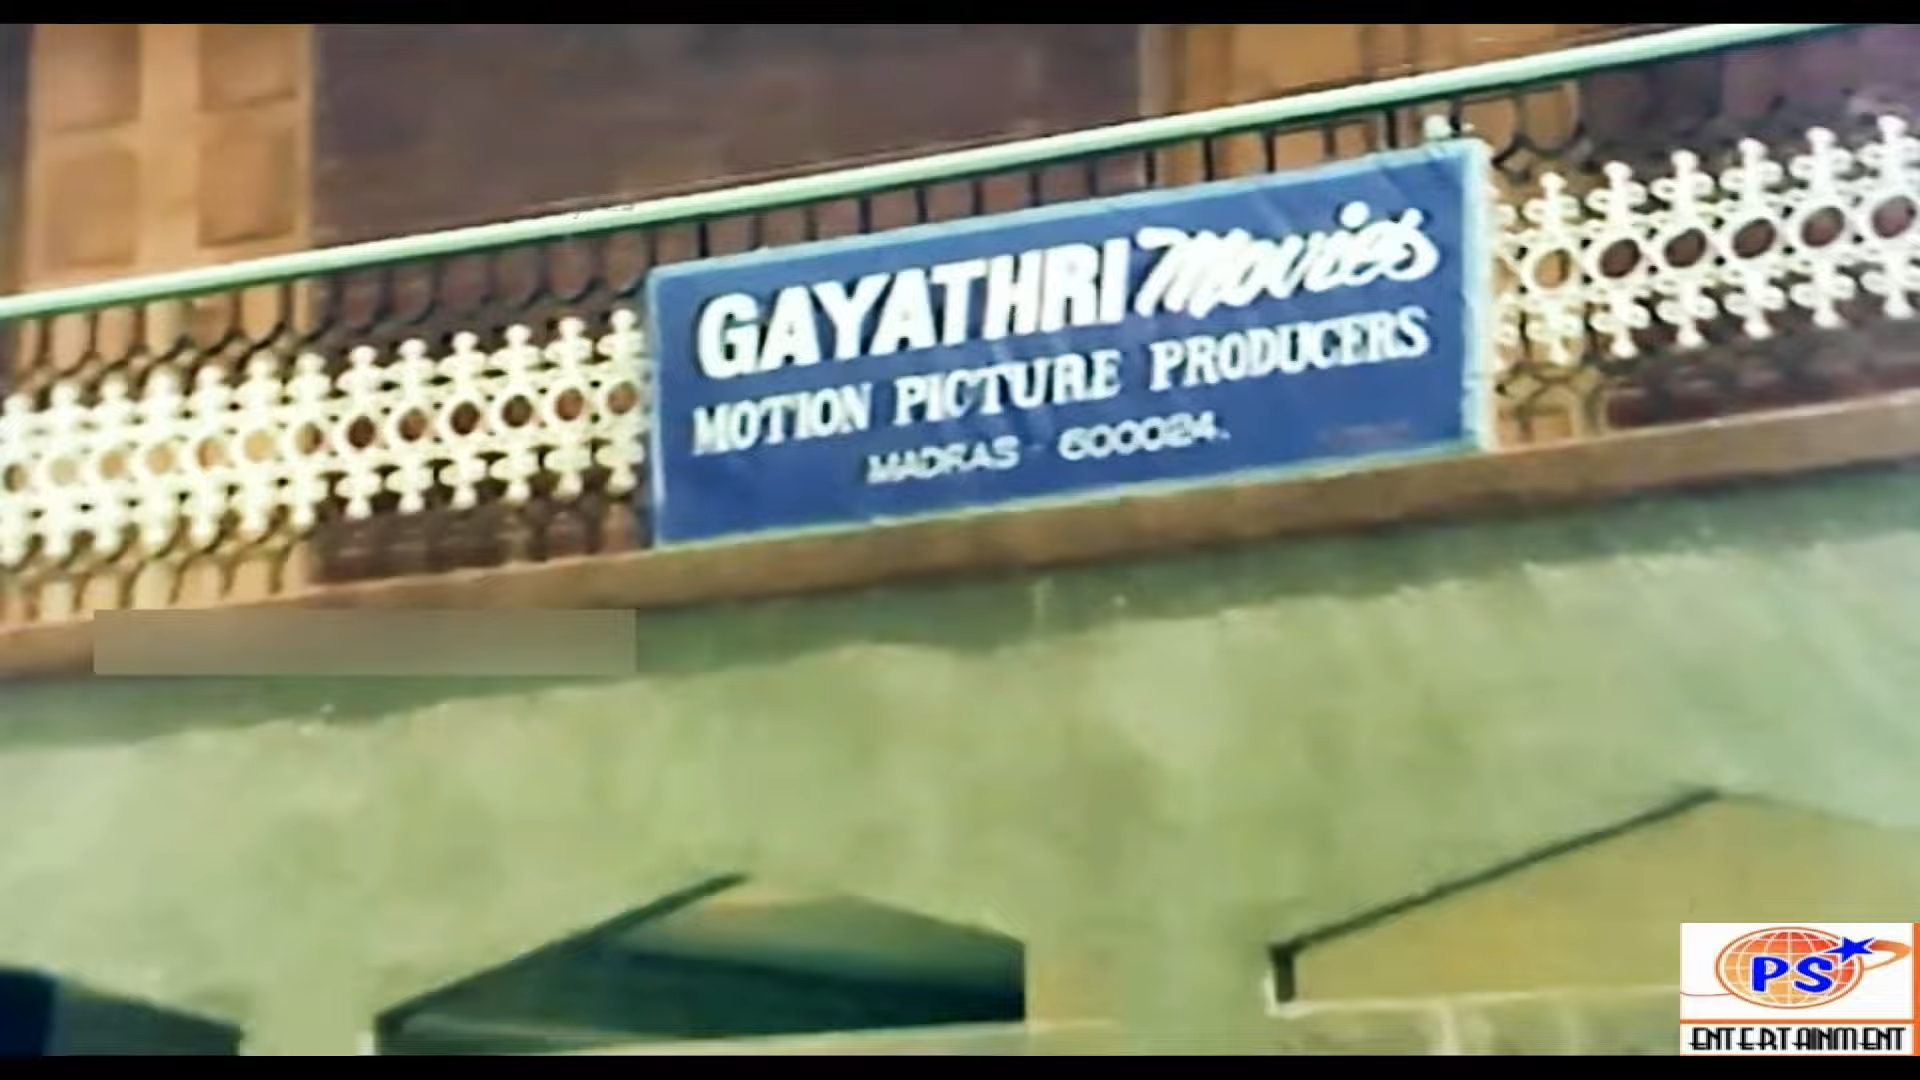 GAYATHRI Movies
MOTION PICTURE PRODUCERS
MADRAS - 600024.
PS
ENTERTAINMENT